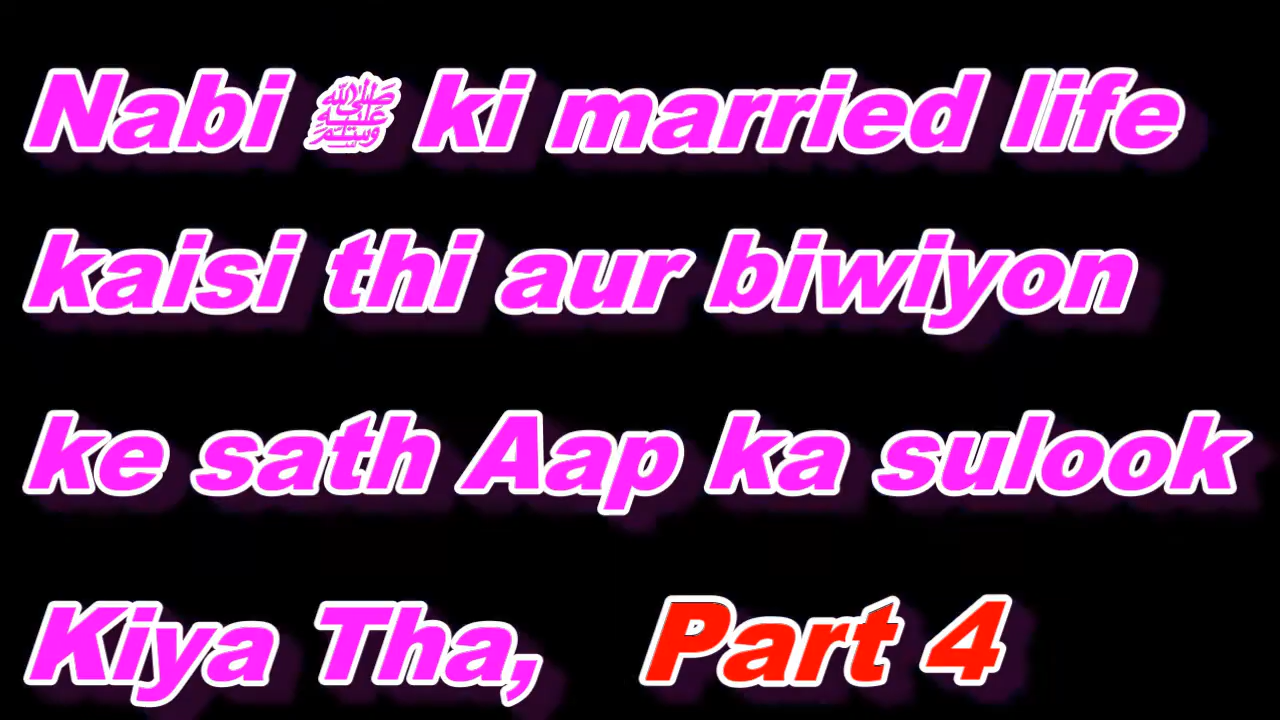 Nabi ﷺ ki married life
kaisi thi aur biwiyon
ke sath Aap ka sulook
Kiya Tha, Part 4